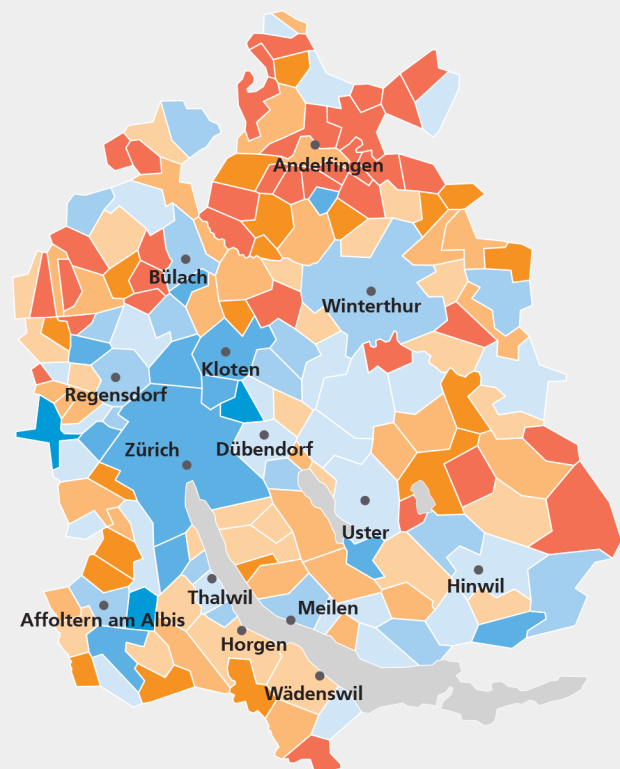 Andelfingen
Bülach
Winterthur
Kloten
Regensdorf
Zürich
Dübendorf
Uster
Hinwil
Thalwil
Meilen
Affoltern am Albis
Horgen
Wädenswil